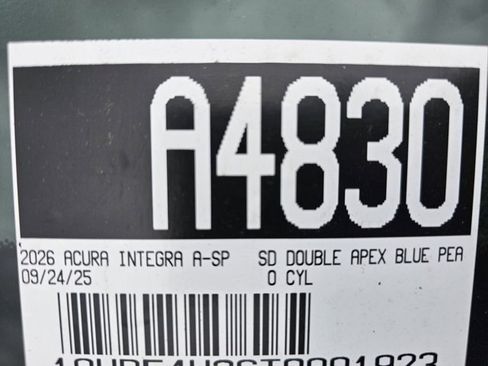 A4830
2026 ACURA INTEGRA A-SP SD DOUBLE APEX BLUE PEA
09/24/25 0 CYL